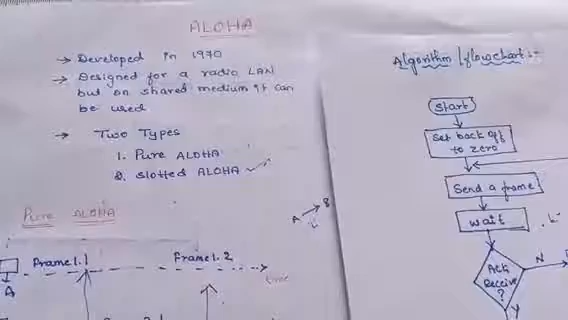 ALOHA
→ Developed in 1970
→ Designed for a radio LAN
but on shared medium it can
be used
→ Two Types
1. Pure ALOHA
2. Slotted ALOHA ✓
Pure ALOHA
Frame 1.1
Frame 1.2
time
A
A → B
Algorithm / flowchart :-
Start
Set back off
to zero
Send a frame
wait
Ack
Receive
?
N
Y